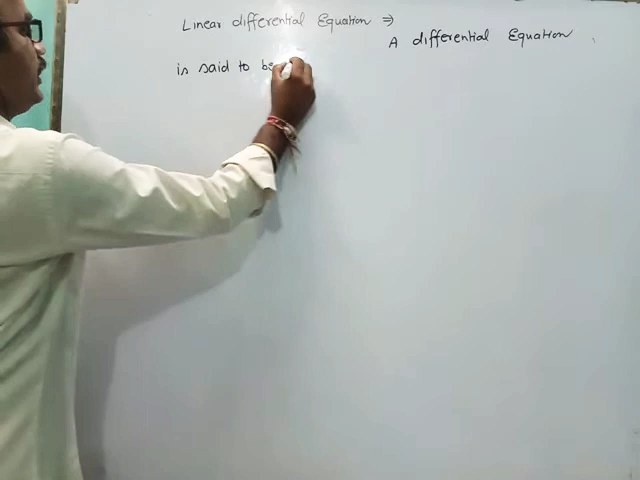 Linear differential Equation ⇒
A differential Equation
is said to be